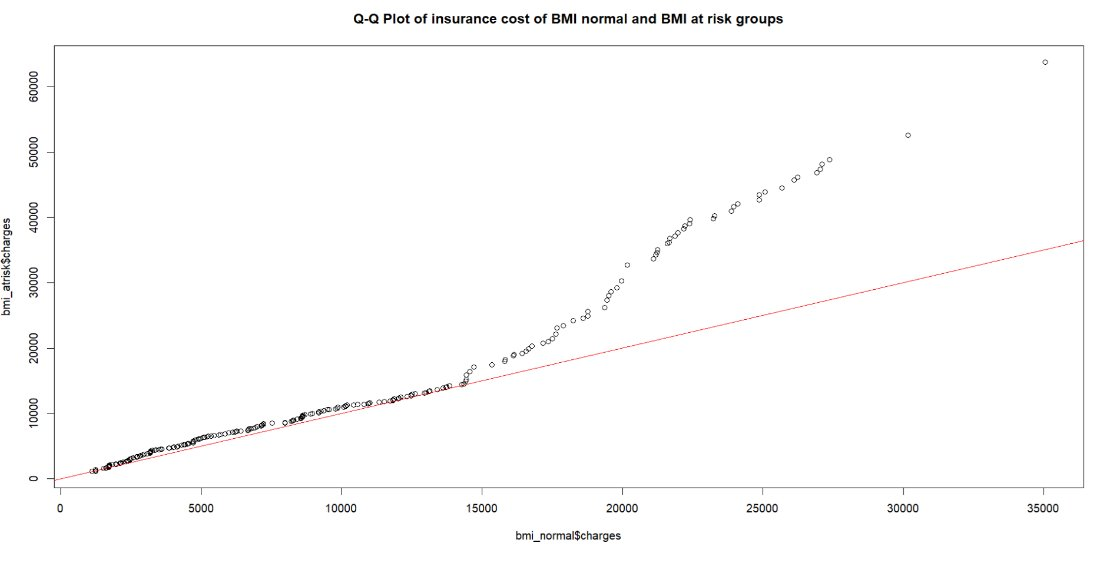 Q-Q Plot of insurance cost of BMI normal and BMI at risk groups
bmi_atrisk$charges
60000
50000
40000
30000
20000
10000
0
0 5000 10000 15000 20000 25000 30000 35000
bmi_normal$charges